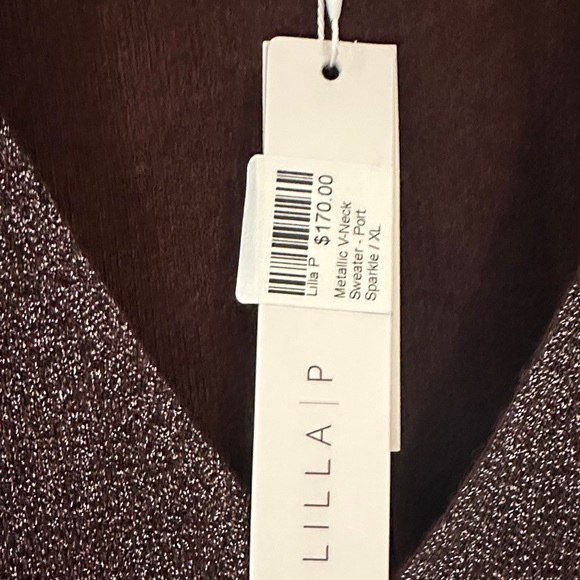 Lilla P $170.00
Metallic V-Neck
Sweater - Port
Sparkle / XL
LILLA | P